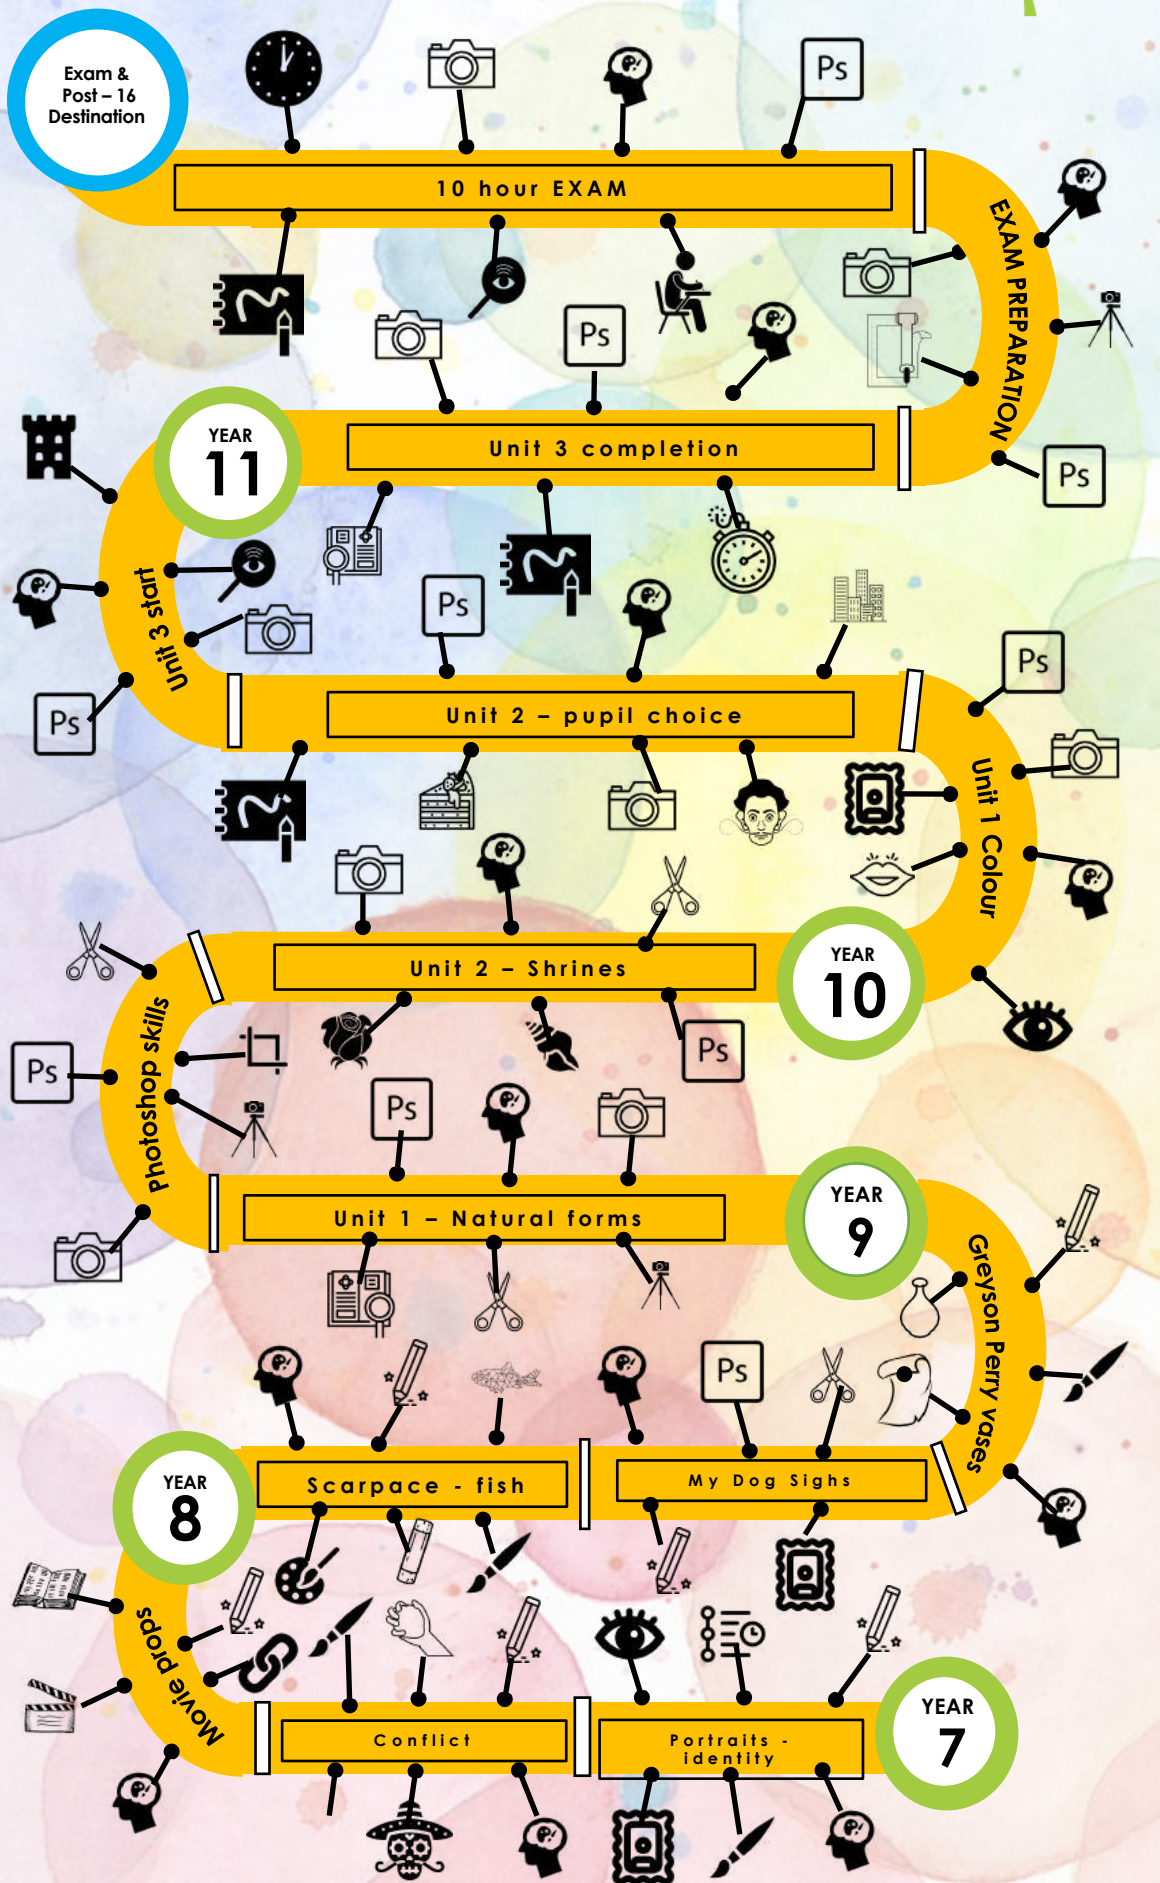 Exam &
Post – 16
Destination
Ps
10 hour EXAM
EXAM PREPARATION
Ps
Ps
YEAR
11
Unit 3 completion
Unit 3 start
Ps
Ps
Unit 2 – pupil choice
Ps
Unit 1 Colour
YEAR
10
Unit 2 – Shrines
Ps
Photoshop skills
Ps
Ps
Unit 1 – Natural forms
YEAR
9
Greyson Perry vases
Ps
My Dog Sighs
Scarpace - fish
YEAR
8
Movie props
Conflict
Portraits -
identity
YEAR
7